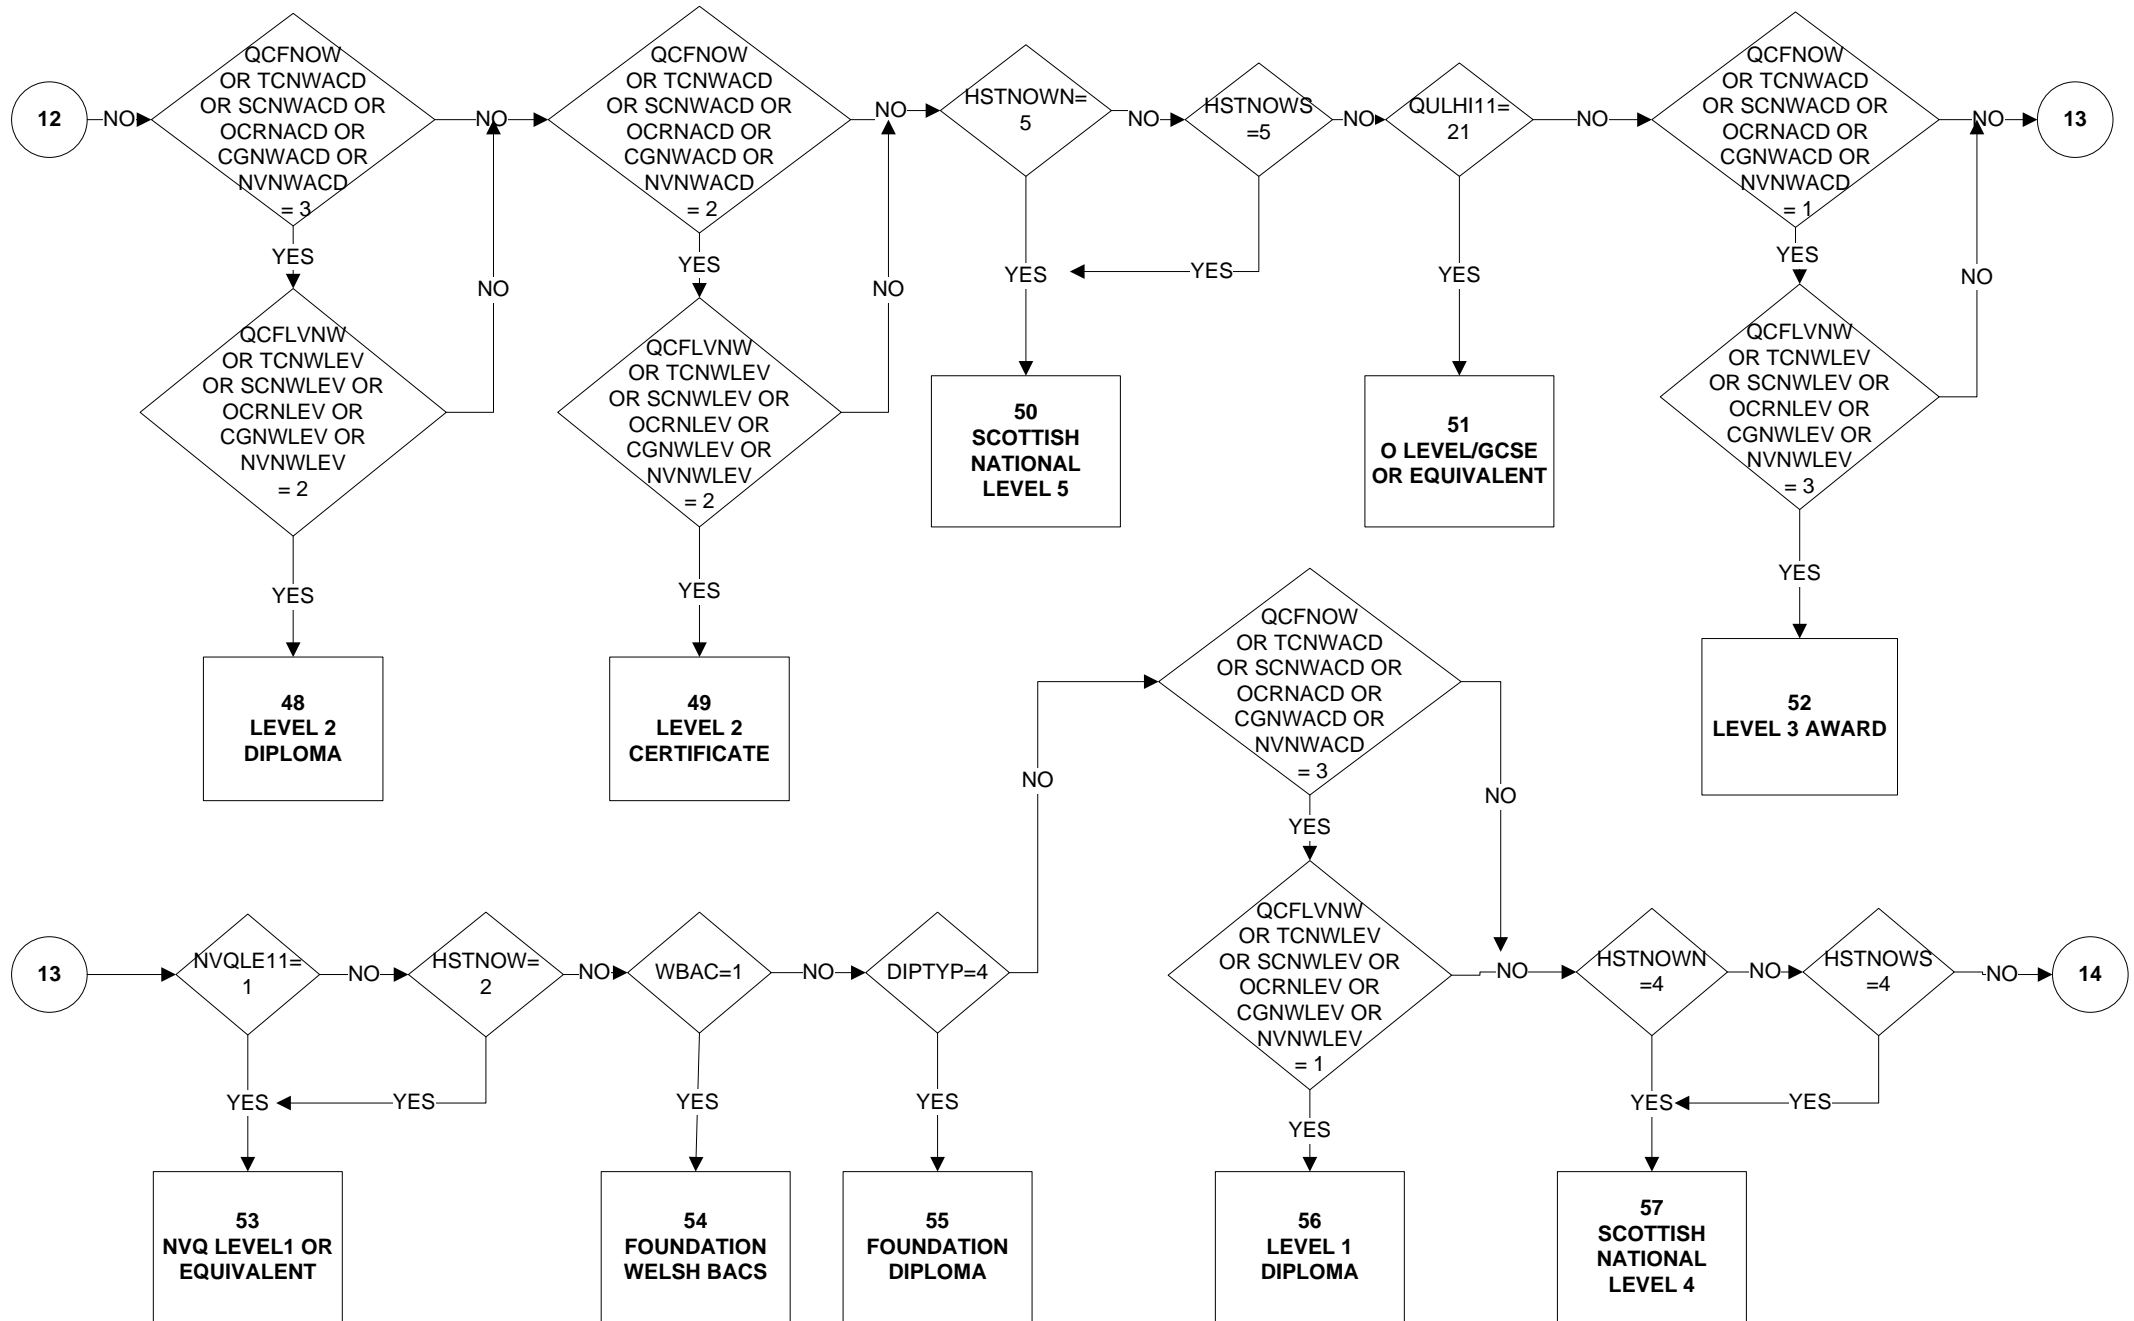 12
NO
QCFNOW
OR TCNWACD
OR SCNWACD OR
OCRNACD OR
CGNWACD OR
NVNWACD
= 3
NO
QCFNOW
OR TCNWACD
OR SCNWACD OR
OCRNACD OR
CGNWACD OR
NVNWACD
= 2
NO
HSTNOWN=
5
NO
HSTNOWS
=5
NO
QULHI11=
21
NO
QCFNOW
OR TCNWACD
OR SCNWACD OR
OCRNACD OR
CGNWACD OR
NVNWACD
= 1
NO
13
YES
YES
YES
YES
YES
YES
NO
NO
NO
QCFLVNW
OR TCNWLEV
OR SCNWLEV OR
OCRNLEV OR
CGNWLEV OR
NVNWLEV
= 2
QCFLVNW
OR TCNWLEV
OR SCNWLEV OR
OCRNLEV OR
CGNWLEV OR
NVNWLEV
= 2
50
SCOTTISH
NATIONAL
LEVEL 5
51
O LEVEL/GCSE
OR EQUIVALENT
QCFLVNW
OR TCNWLEV
OR SCNWLEV OR
OCRNLEV OR
CGNWLEV OR
NVNWLEV
= 3
YES
YES
YES
48
LEVEL 2
DIPLOMA
49
LEVEL 2
CERTIFICATE
52
LEVEL 3 AWARD
QCFNOW
OR TCNWACD
OR SCNWACD OR
OCRNACD OR
CGNWACD OR
NVNWACD
= 3
NO
NO
YES
13
NVQLE11=
1
NO
HSTNOW=
2
NO
WBAC=1
NO
DIPTYP=4
QCFLVNW
OR TCNWLEV
OR SCNWLEV OR
OCRNLEV OR
CGNWLEV OR
NVNWLEV
= 1
NO
HSTNOWN
=4
NO
HSTNOWS
=4
NO
14
YES
YES
YES
YES
YES
YES
YES
53
NVQ LEVEL1 OR
EQUIVALENT
54
FOUNDATION
WELSH BACS
55
FOUNDATION
DIPLOMA
56
LEVEL 1
DIPLOMA
57
SCOTTISH
NATIONAL
LEVEL 4